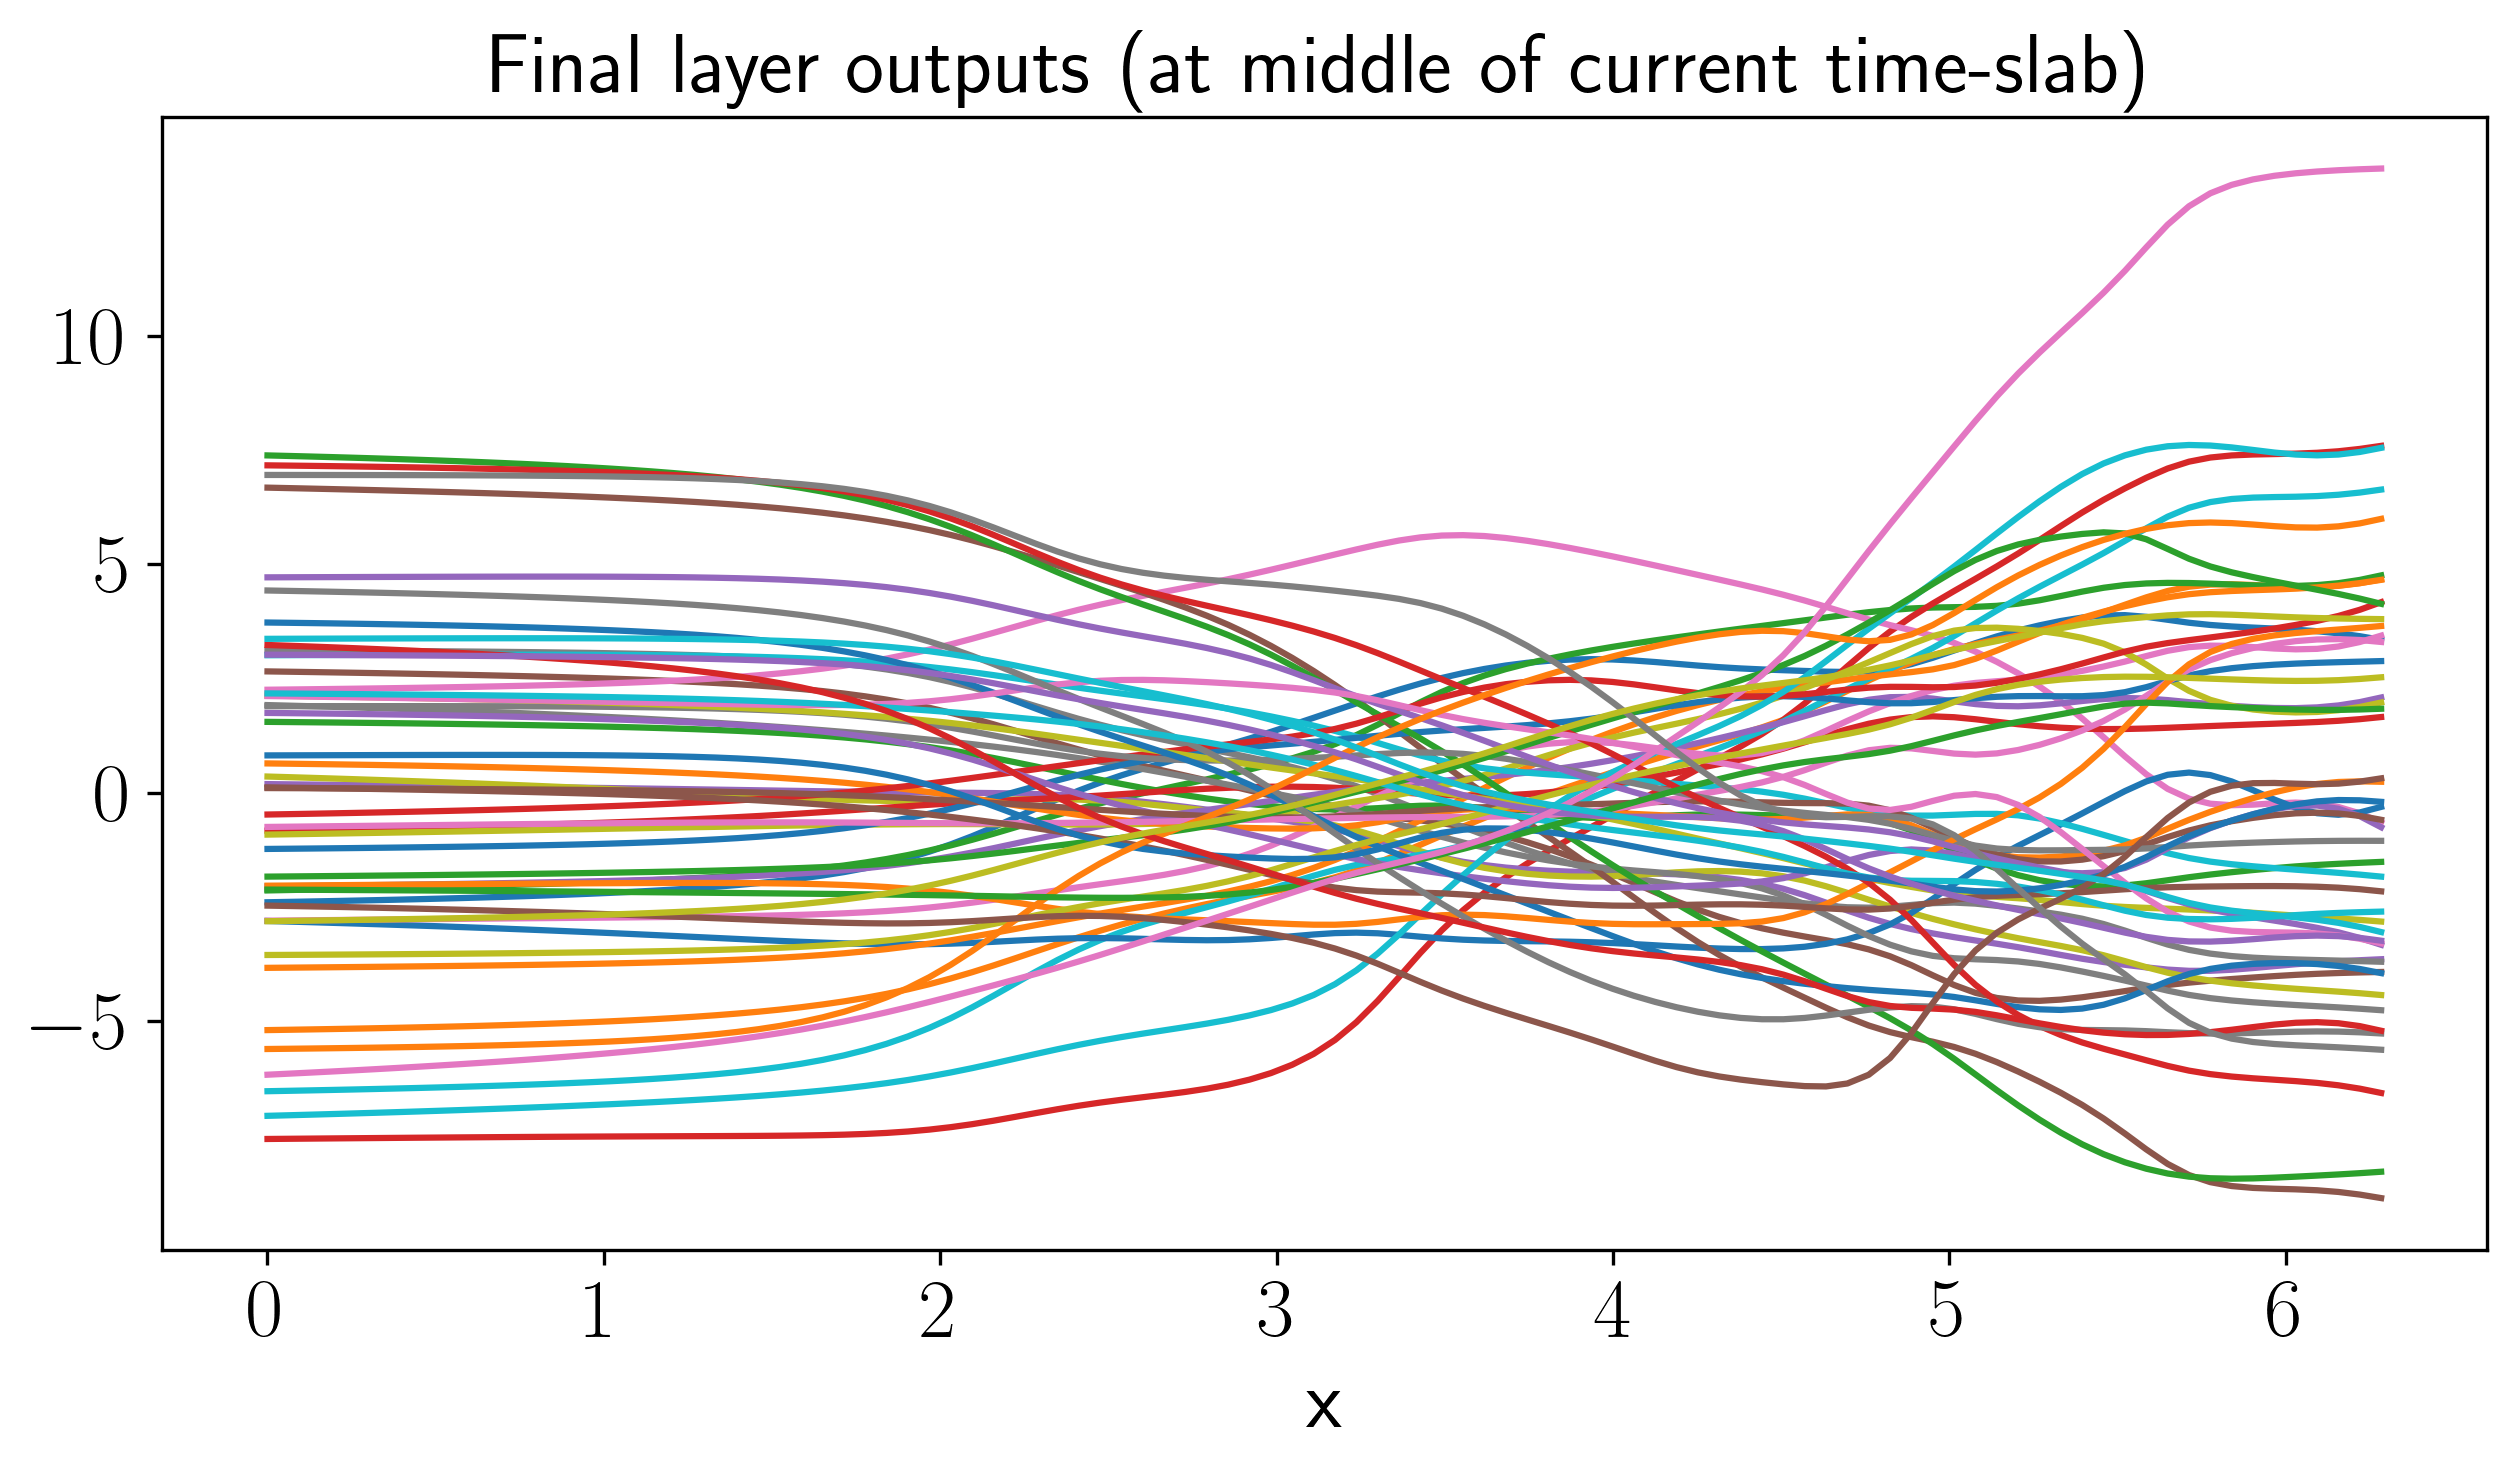 Final layer outputs (at middle of current time-slab)
10
5
0
−5
0 1 2 3 4 5 6
x